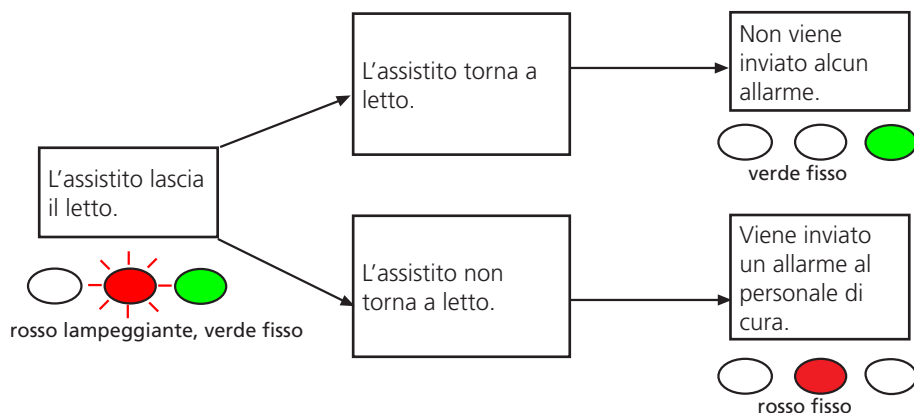 L'assistito lascia
il letto.
rosso lampeggiante, verde fisso
L'assistito torna a
letto.
Non viene
inviato alcun
allarme.
verde fisso
L'assistito non
torna a letto.
Viene inviato
un allarme al
personale di
cura.
rosso fisso